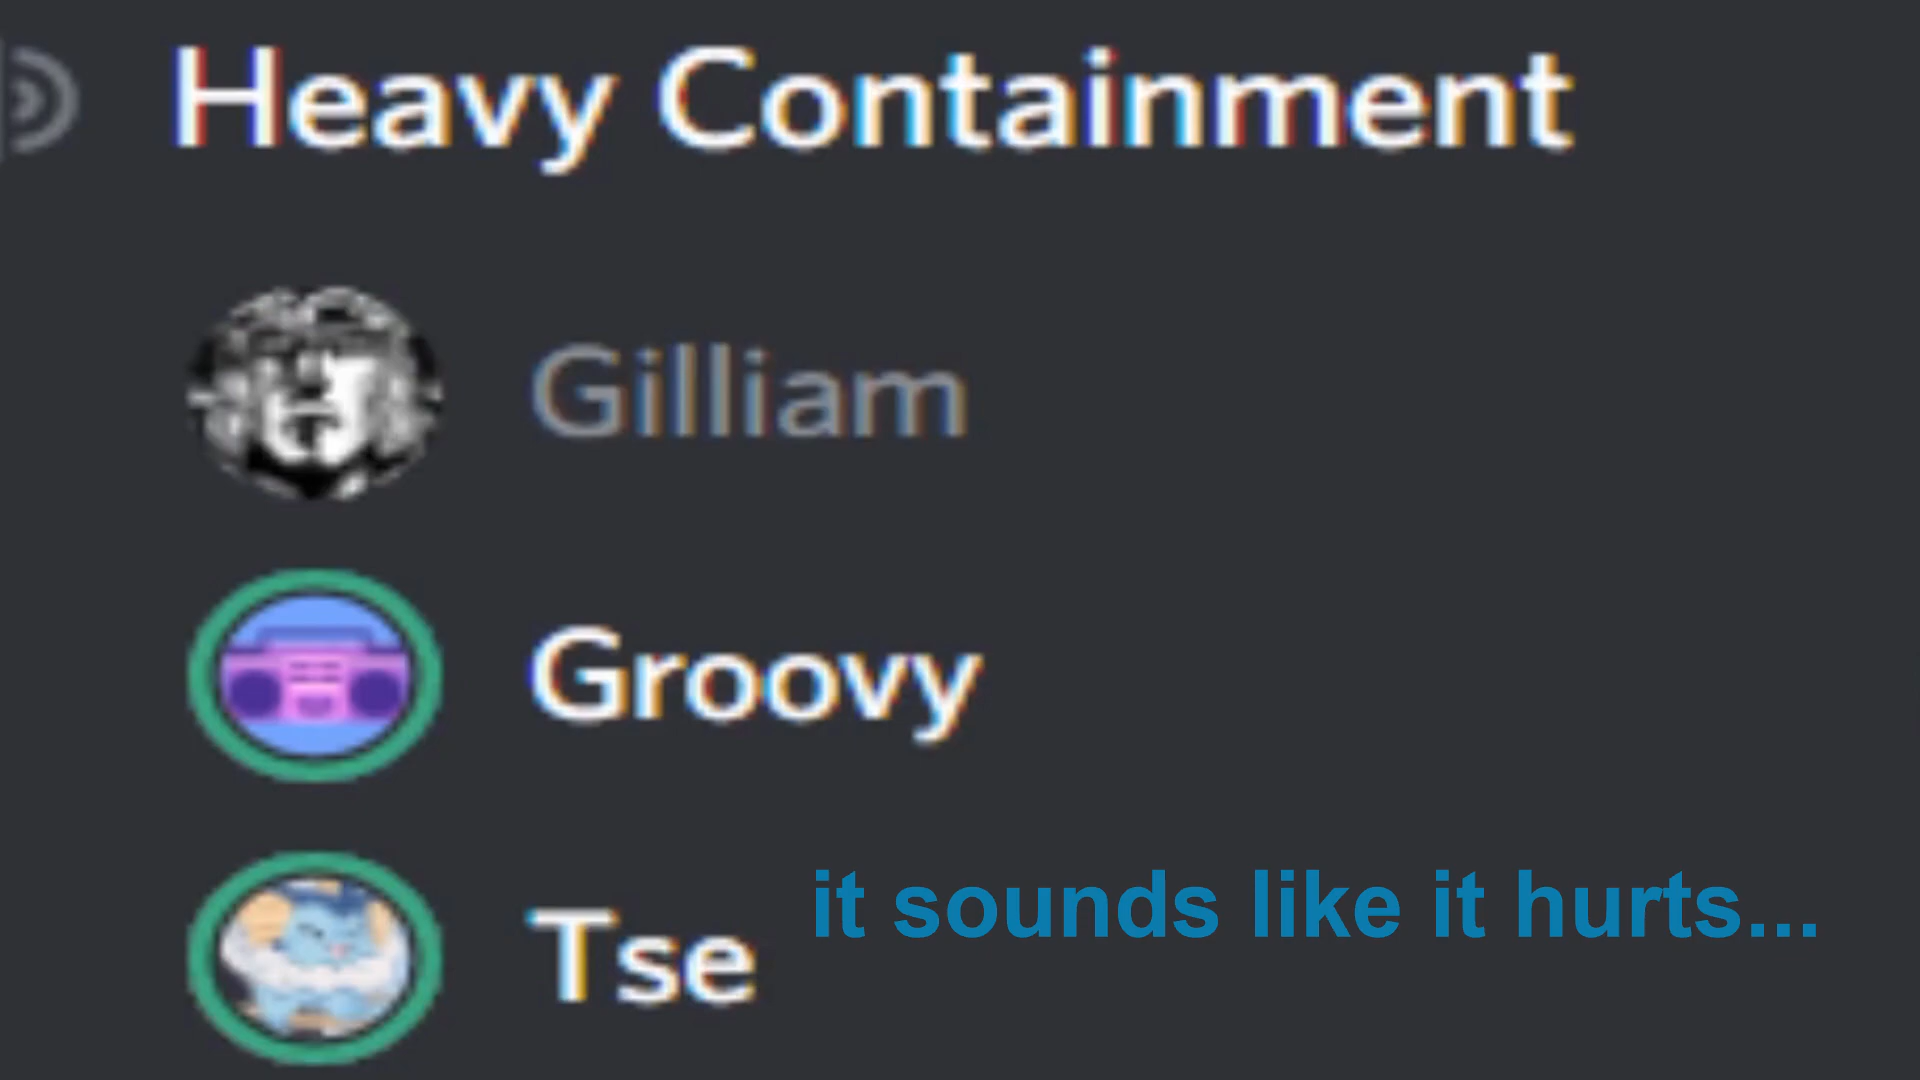 Heavy Containment
Gilliam
Groovy
Tse
it sounds like it hurts...